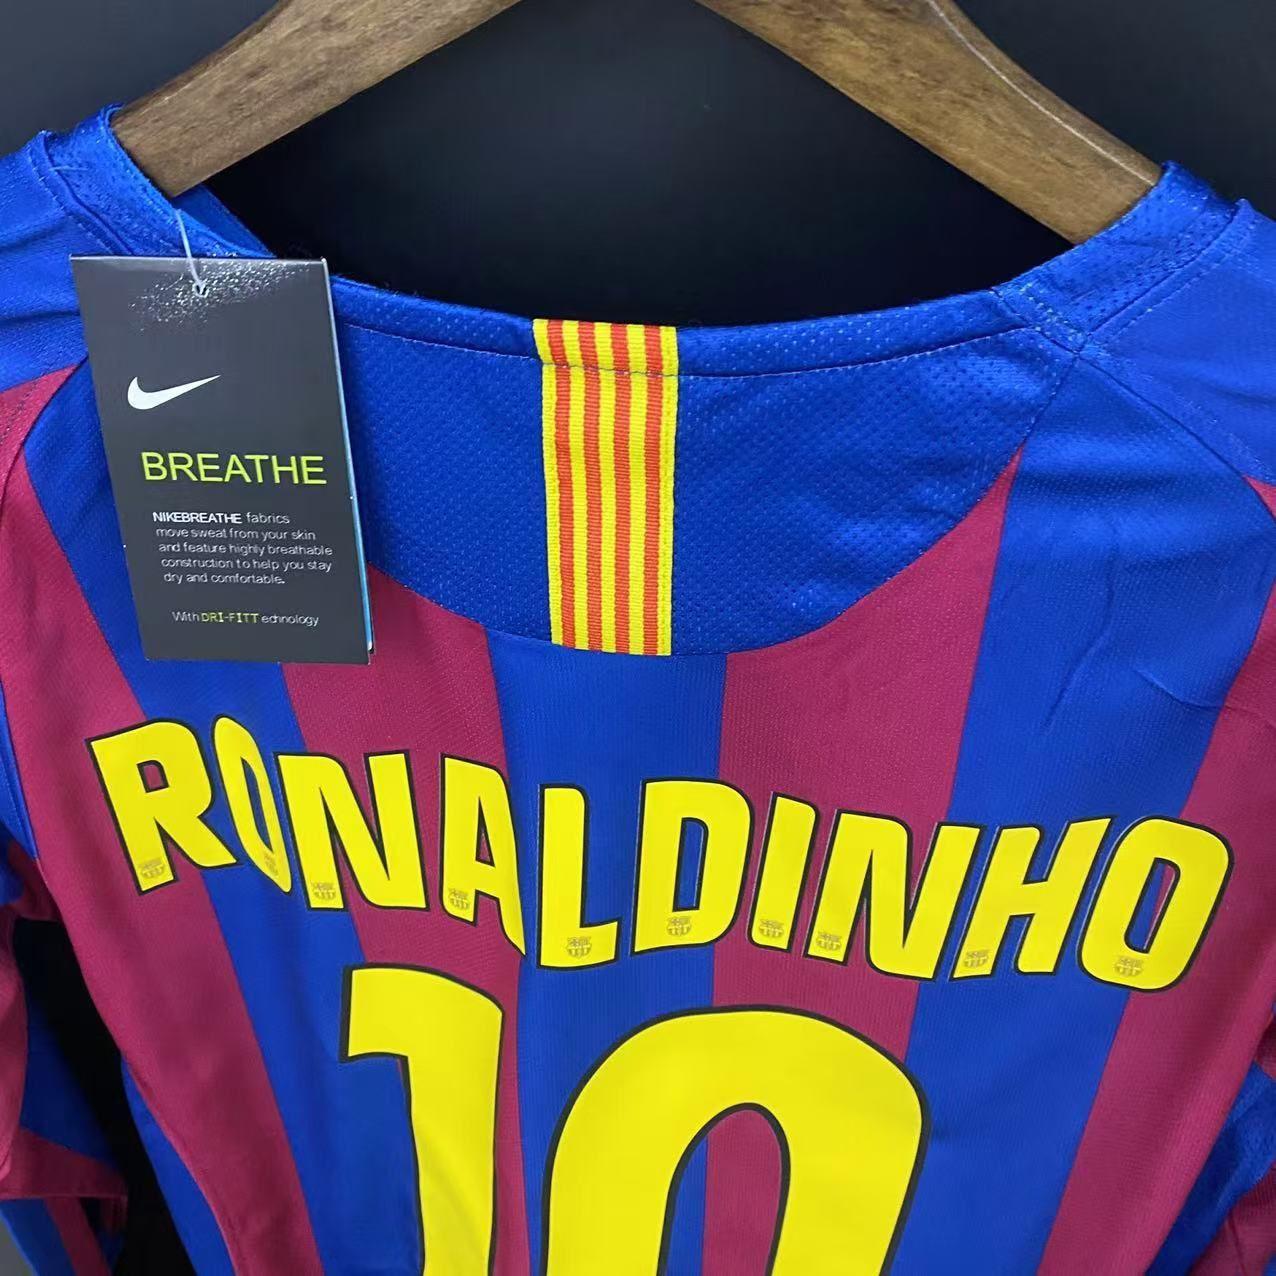 BREATHE
NIKEBREATHE fabrics
move sweat from your skin
and feature highly breathable
construction to help you stay
dry and comfortable.
With DRI-FITT echnology
RONALDINHO
10